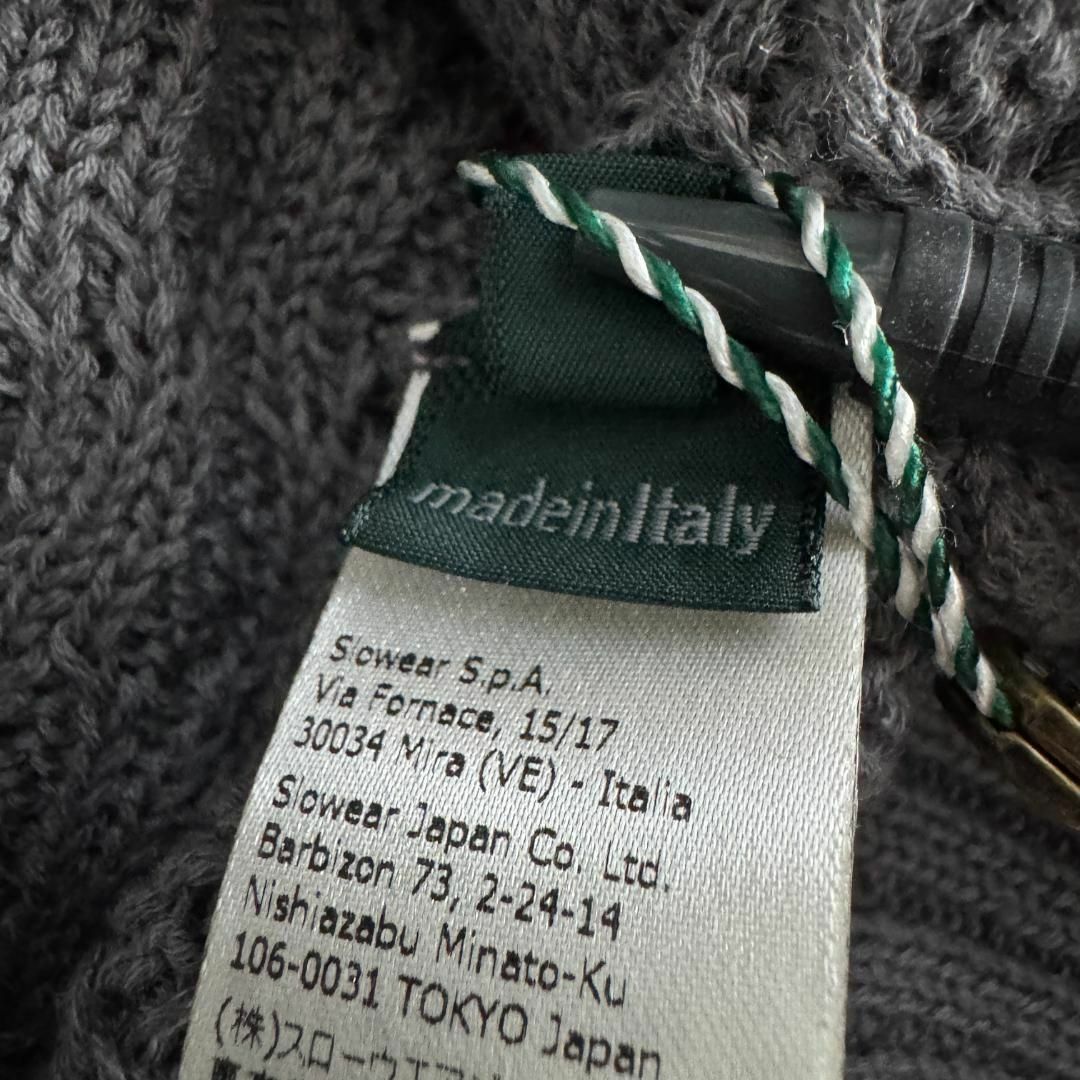 madeinItaly
Slowear S.p.A.
Via Fornace, 15/17
30034 Mira (VE) - Italia
Slowear Japan Co. Ltd.
Barbizon 73, 2-24-14
Nishiazabu Minato-Ku
106-0031 TOKYO Japan
(株)スローウエア